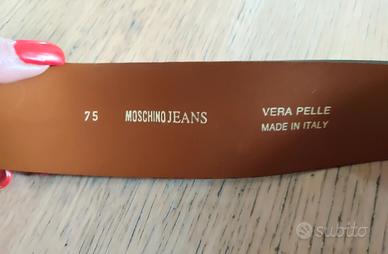 75 MOSCHINO JEANS
VERA PELLE
MADE IN ITALY
subito